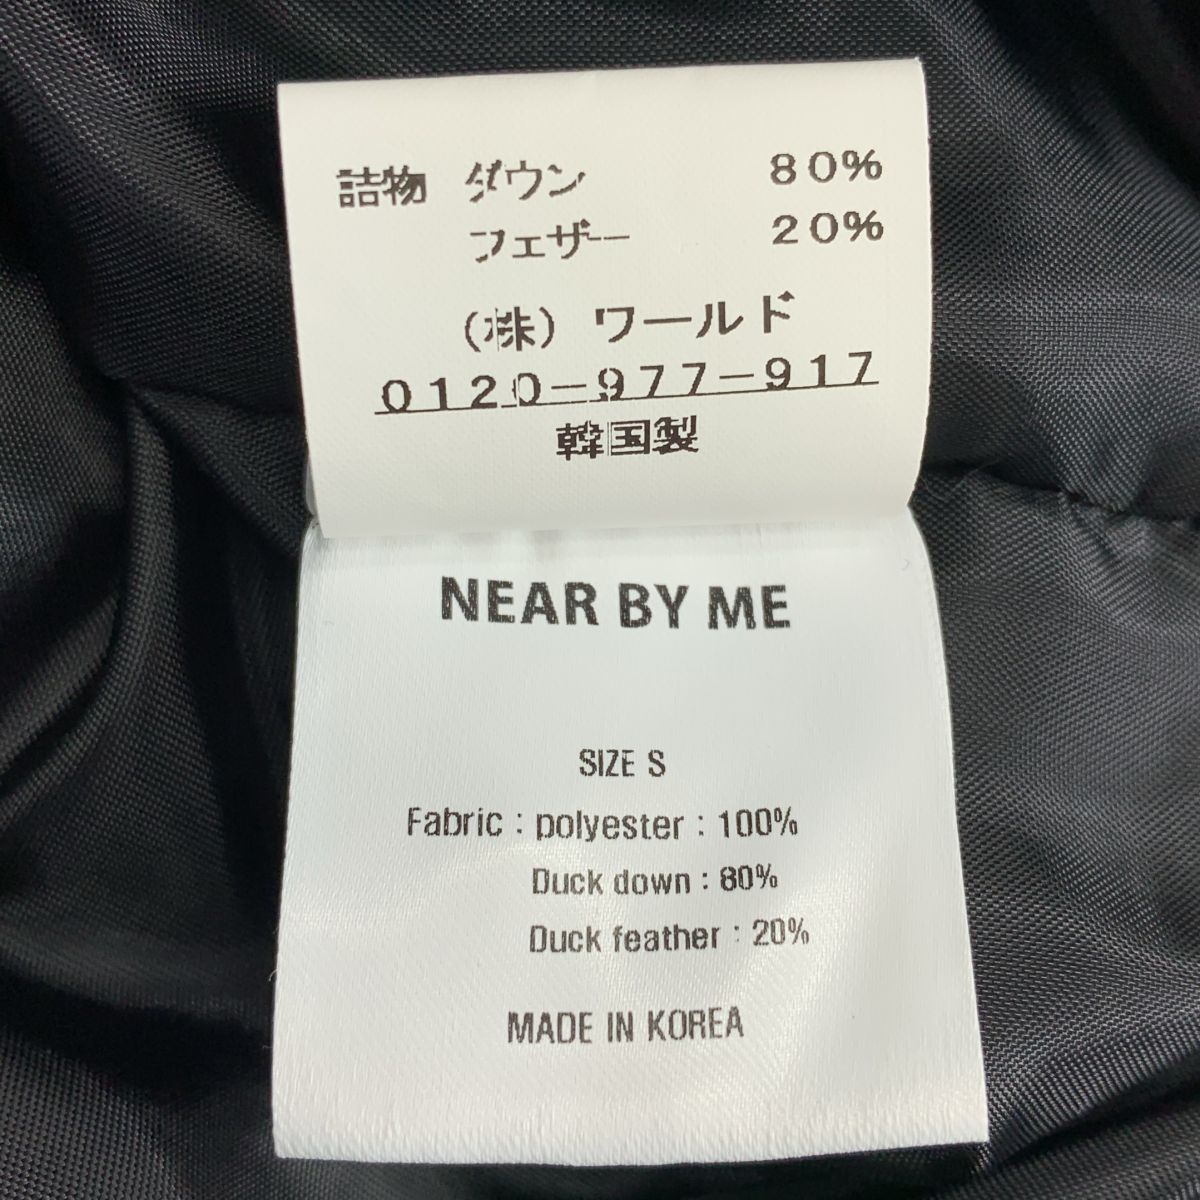 詰物 ダウン 80%
フェザー 20%
（株）ワールド
0120-977-917
韓国製
NEAR BY ME
SIZE S
Fabric : polyester : 100%
Duck down : 80%
Duck feather : 20%
MADE IN KOREA